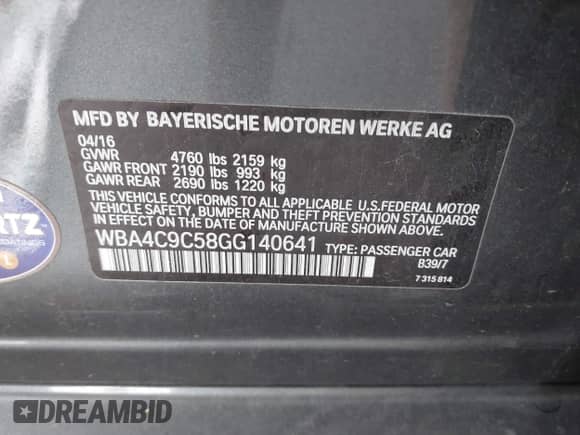 MFD BY BAYERISCHE MOTOREN WERKE AG
04/16
GVWR 4760 lbs 2159 kg
GAWR FRONT 2190 lbs 993 kg
GAWR REAR 2690 lbs 1220 kg
THIS VEHICLE CONFORMS TO ALL APPLICABLE U.S.FEDERAL MOTOR
VEHICLE SAFETY, BUMPER AND THEFT PREVENTION STANDARDS
IN EFFECT ON THE DATE OF MANUFACTURE SHOWN ABOVE.
WBA4C9C58GG140641 TYPE: PASSENGER CAR
B39/7
7 315 814
RTZ
COATINGS
L
DREAMBID